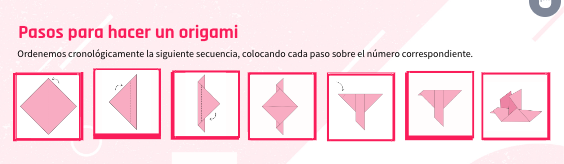 Pasos para hacer un origami
Ordenemos cronológicamente la siguiente secuencia, colocando cada paso sobre el número correspondiente.